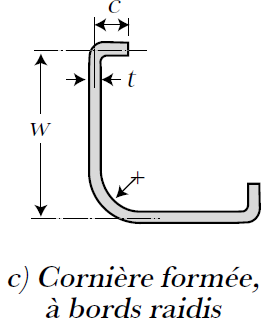 c
t
w
c) Cornière formée,
à bords raidis